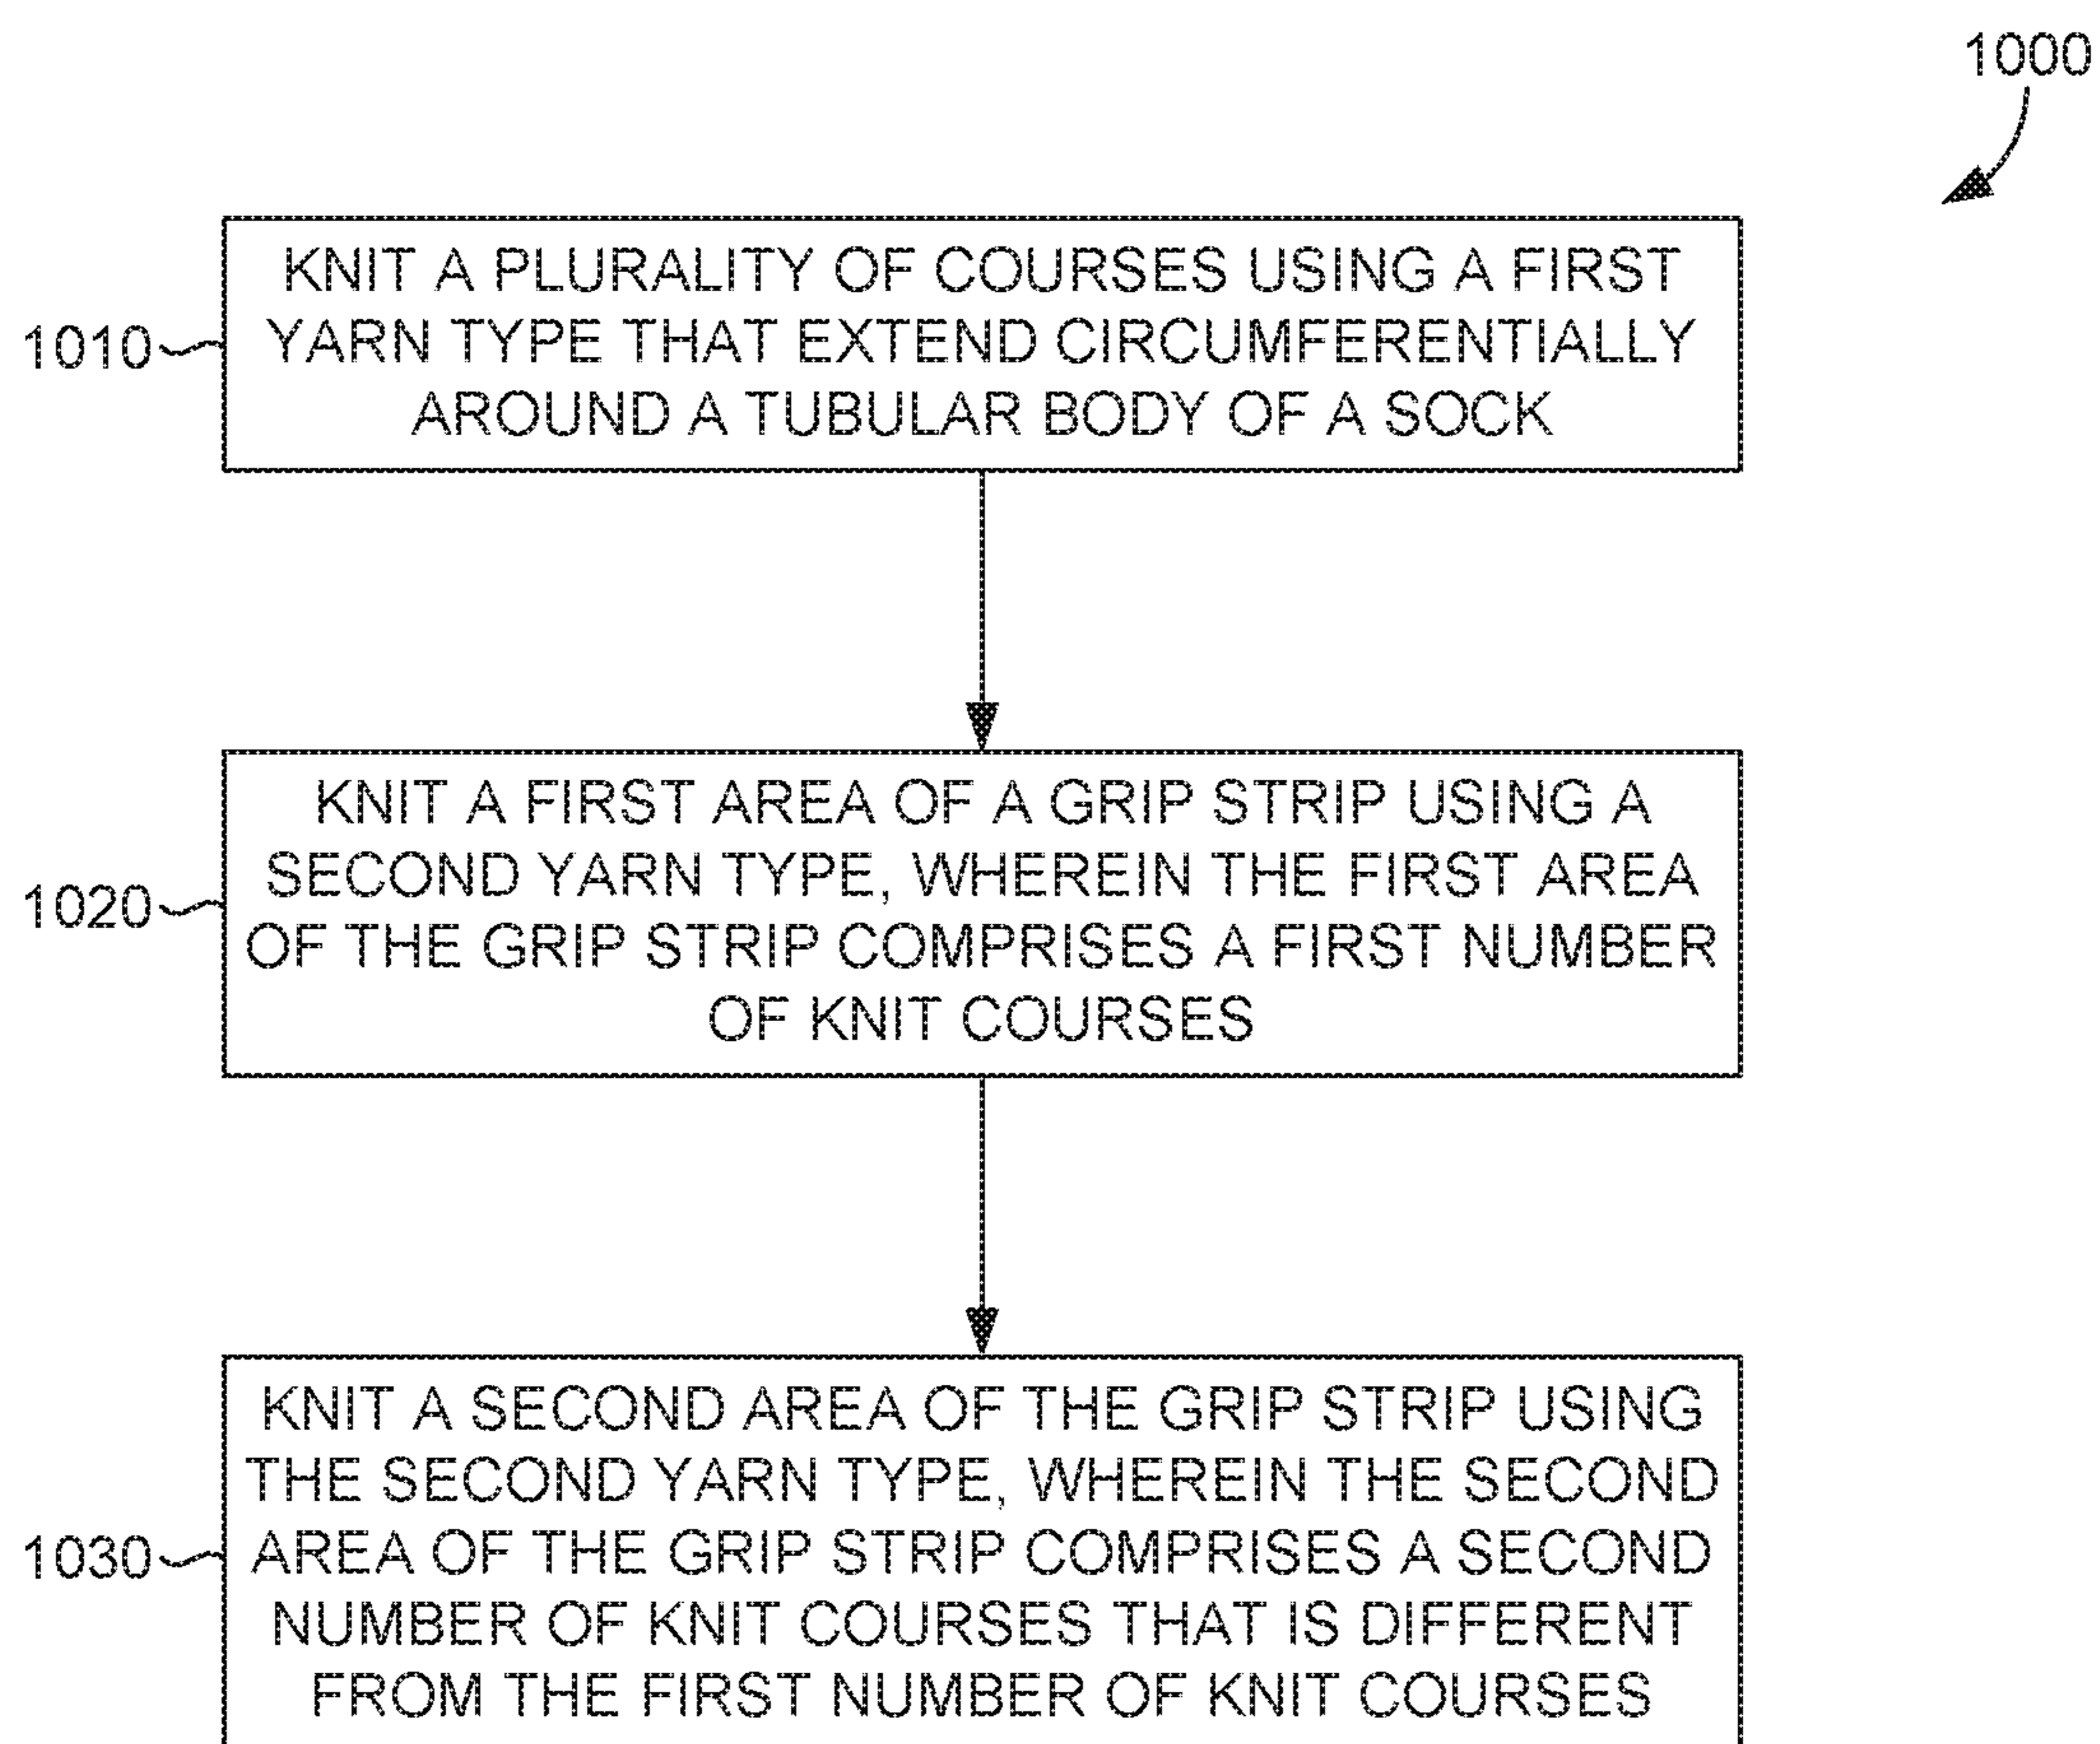 1000
KNIT A PLURALITY OF COURSES USING A FIRST
YARN TYPE THAT EXTEND CIRCUMFERENTIALLY
AROUND A TUBULAR BODY OF A SOCK
1010
KNIT A FIRST AREA OF A GRIP STRIP USING A
SECOND YARN TYPE, WHEREIN THE FIRST AREA
OF THE GRIP STRIP COMPRISES A FIRST NUMBER
OF KNIT COURSES
1020
KNIT A SECOND AREA OF THE GRIP STRIP USING
THE SECOND YARN TYPE, WHEREIN THE SECOND
AREA OF THE GRIP STRIP COMPRISES A SECOND
NUMBER OF KNIT COURSES THAT IS DIFFERENT
FROM THE FIRST NUMBER OF KNIT COURSES
1030